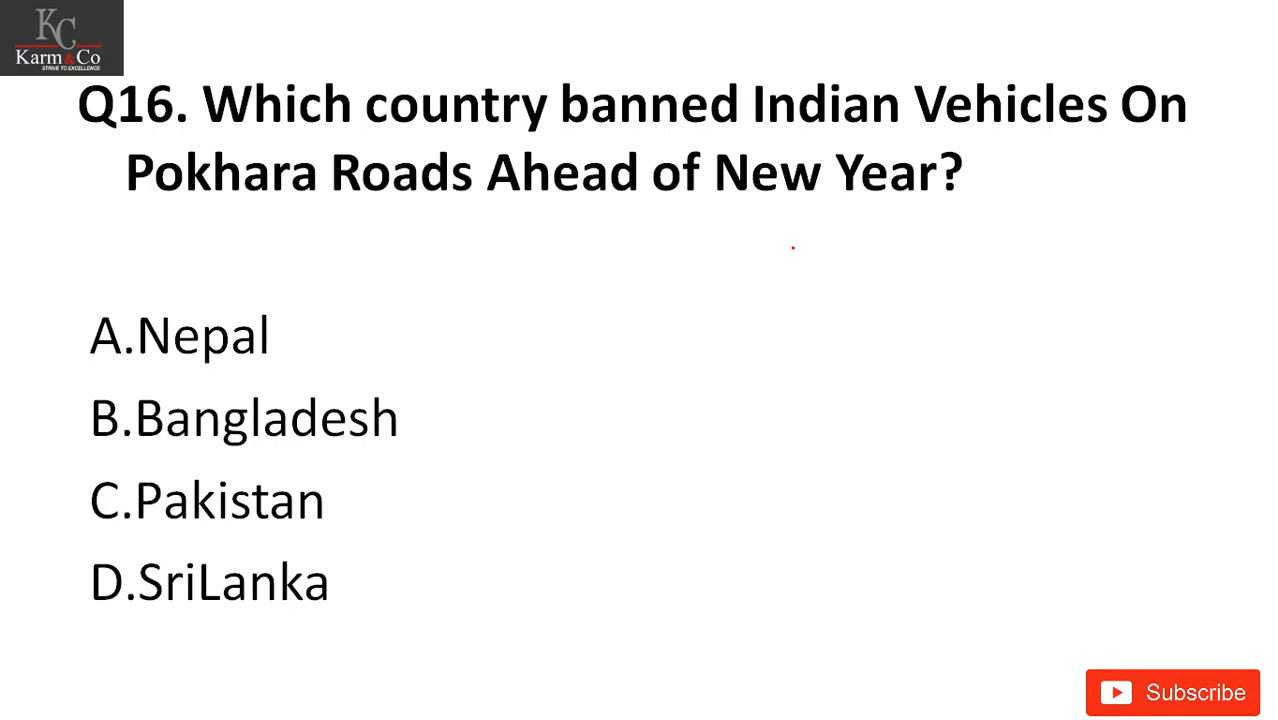 KC
Karm&Co
STRIVE TO EXCELLENCE
Q16. Which country banned Indian Vehicles On
Pokhara Roads Ahead of New Year?
A.Nepal
B.Bangladesh
C.Pakistan
D.SriLanka
Subscribe